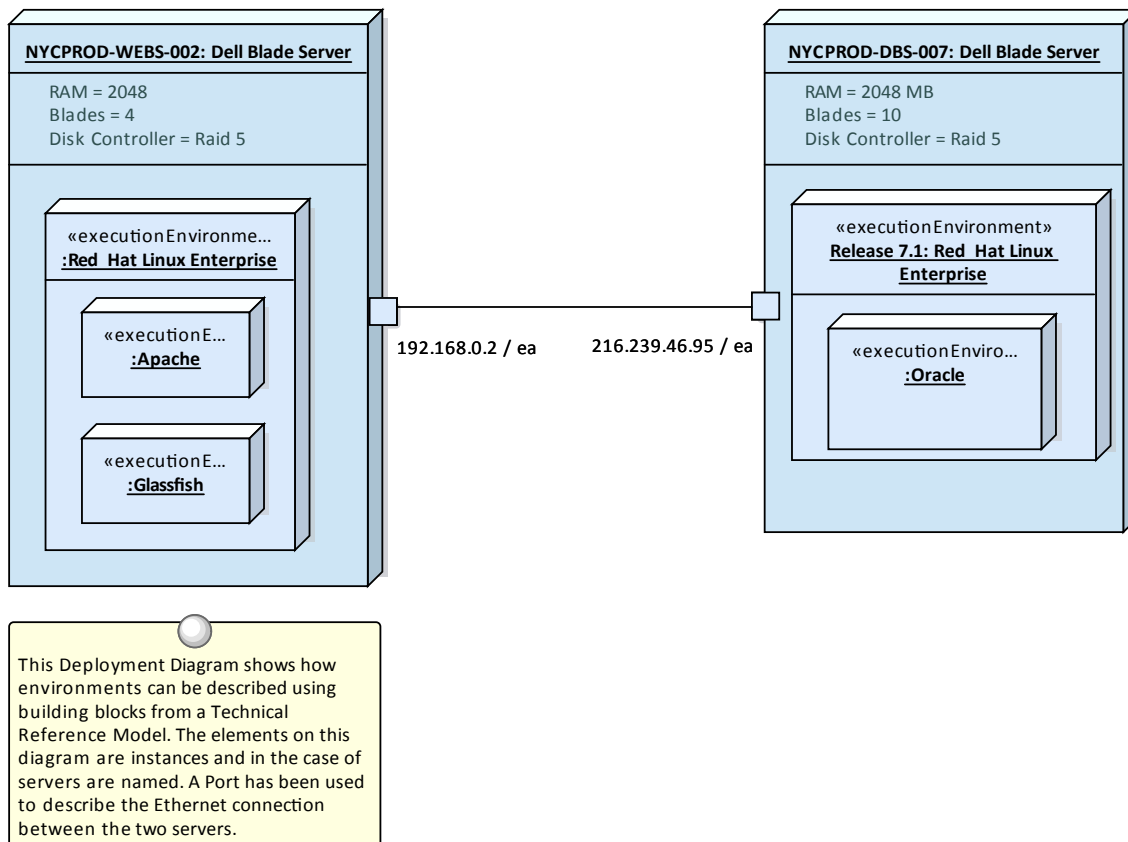 NYCPROD-WEBS-002: Dell Blade Server
RAM = 2048
Blades = 4
Disk Controller = Raid 5
«executionEnvironme...
:Red Hat Linux Enterprise
«executionE...
:Apache
«executionE...
:Glassfish
192.168.0.2 / ea
216.239.46.95 / ea
NYCPROD-DBS-007: Dell Blade Server
RAM = 2048 MB
Blades = 10
Disk Controller = Raid 5
«executionEnvironment»
Release 7.1: Red Hat Linux
Enterprise
«executionEnviro...
:Oracle
This Deployment Diagram shows how
environments can be described using
building blocks from a Technical
Reference Model. The elements on this
diagram are instances and in the case of
servers are named. A Port has been used
to describe the Ethernet connection
between the two servers.